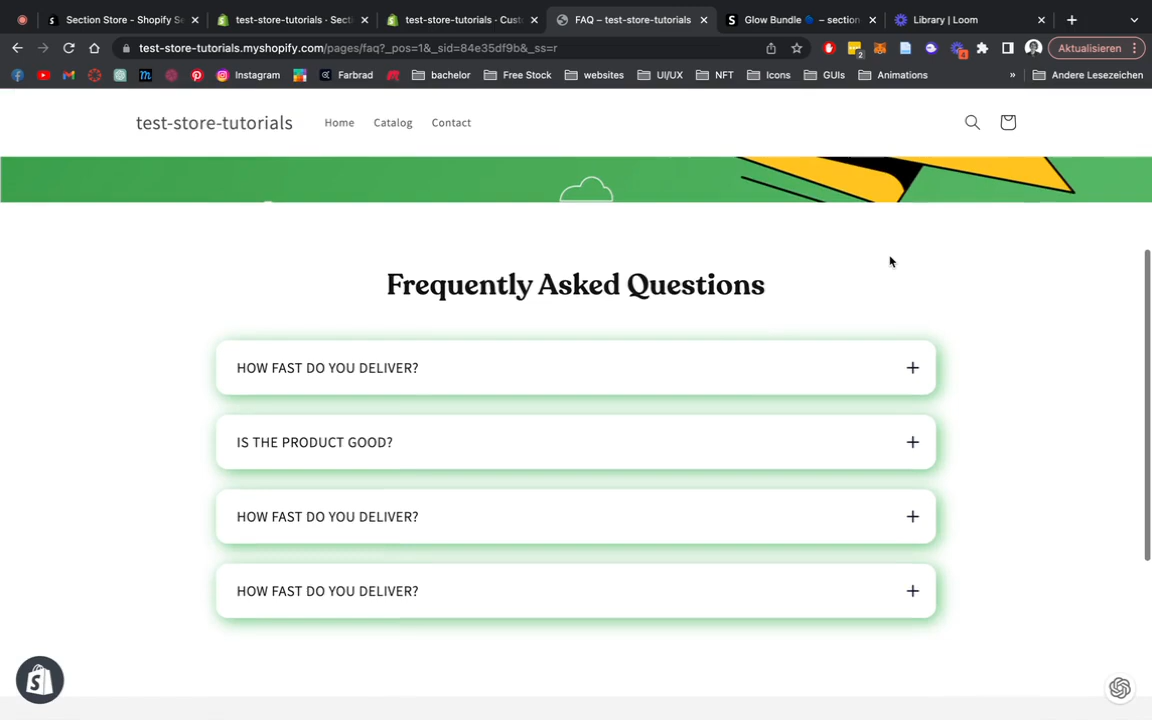 Section Store - Shopify Se
test-store-tutorials · Secti
test-store-tutorials · Custo
FAQ – test-store-tutorials
Glow Bundle – section
Library | Loom
test-store-tutorials.myshopify.com/pages/faq?_pos=1&_sid=84e35df9b&_ss=r
2
4
Aktualisieren
Instagram
Farbrad
bachelor
Free Stock
websites
UI/UX
NFT
Icons
GUIs
Animations
»
Andere Lesezeichen
test-store-tutorials
Home
Catalog
Contact
Frequently Asked Questions
HOW FAST DO YOU DELIVER?
IS THE PRODUCT GOOD?
HOW FAST DO YOU DELIVER?
HOW FAST DO YOU DELIVER?